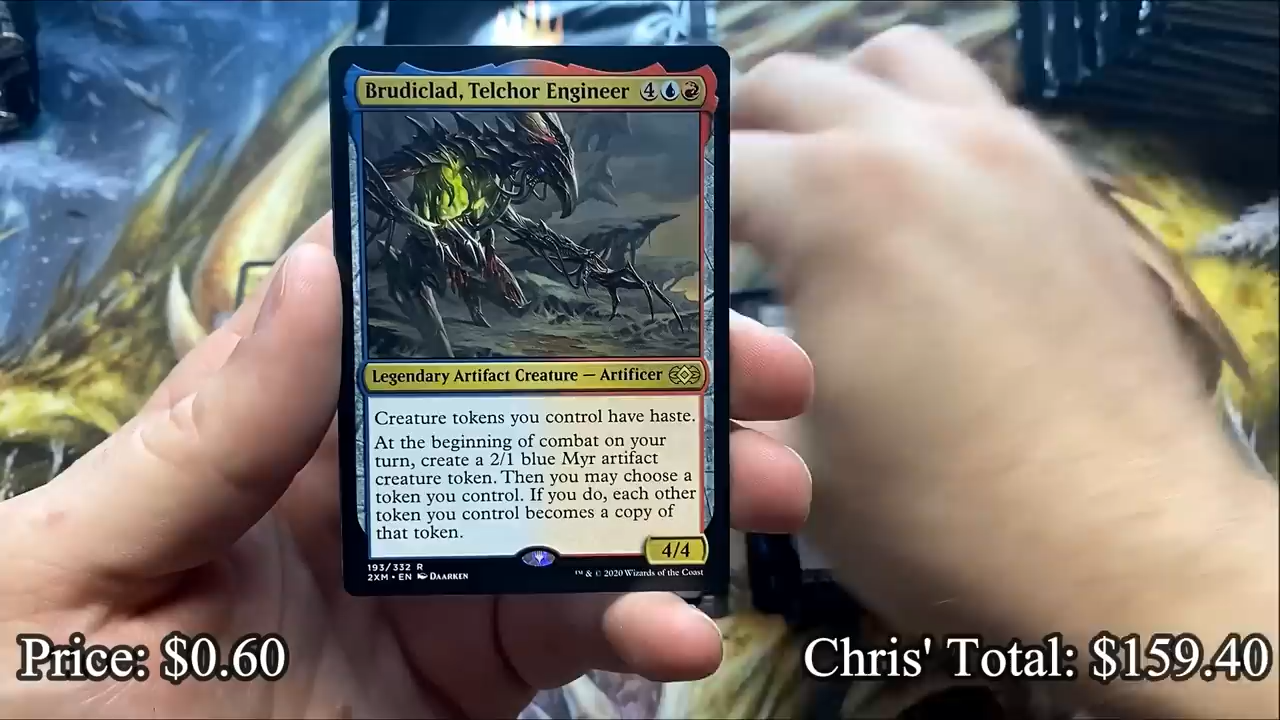 Brudiclad, Telchor Engineer 4
Legendary Artifact Creature — Artificer
Creature tokens you control have haste.
At the beginning of combat on your
turn, create a 2/1 blue Myr artifact
creature token. Then you may choose a
token you control. If you do, each other
token you control becomes a copy of
that token.
4/4
193/332 R
2XM • EN Daarken
™ & © 2020 Wizards of the Coast
Price: $0.60
Chris' Total: $159.40